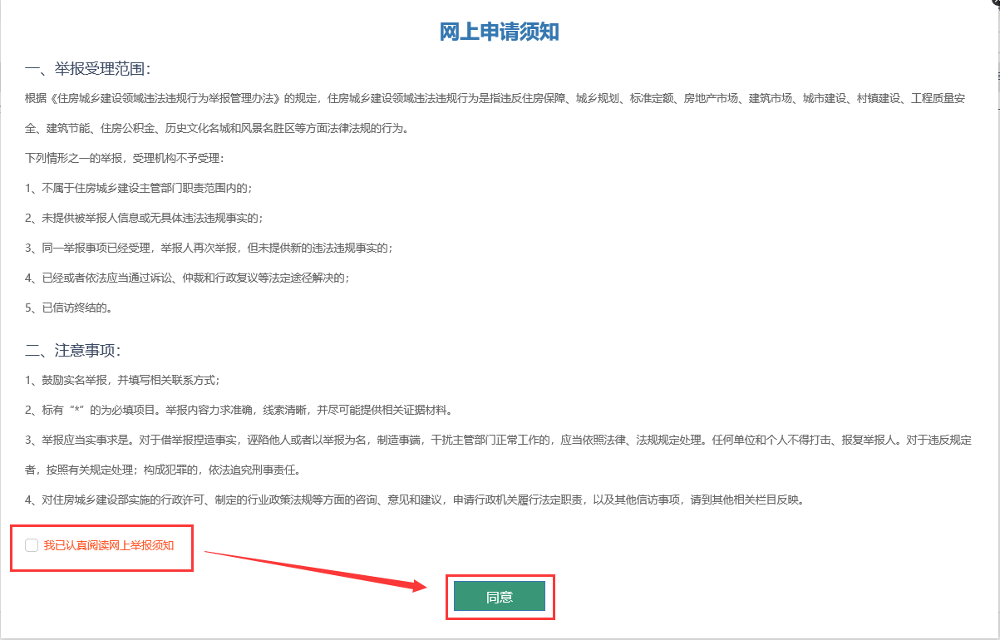 网上申请须知
一、举报受理范围：
根据《住房城乡建设领域违法违规行为举报管理办法》的规定，住房城乡建设领域违法违规行为是指违反住房保障、城乡规划、标准定额、房地产市场、建筑市场、城市建设、村镇建设、工程质量安
全、建筑节能、住房公积金、历史文化名城和风景名胜区等方面法律法规的行为。
下列情形之一的举报，受理机构不予受理：
1、不属于住房城乡建设主管部门职责范围内的；
2、未提供被举报人信息或无具体违法违规事实的；
3、同一举报事项已经受理，举报人再次举报，但未提供新的违法违规事实的；
4、已经或者依法应当通过诉讼、仲裁和行政复议等法定途径解决的；
5、已信访终结的。
二、注意事项：
1、鼓励实名举报，并填写相关联系方式；
2、标有“*”的为必填项目。举报内容力求准确，线索清晰，并尽可能提供相关证据材料。
3、举报应当实事求是。对于借举报捏造事实，诬陷他人或者以举报为名，制造事端，干扰主管部门正常工作的，应当依照法律、法规规定处理。任何单位和个人不得打击、报复举报人。对于违反规定
者，按照有关规定处理；构成犯罪的，依法追究刑事责任。
4、对住房城乡建设部实施的行政许可、制定的行业政策法规等方面的咨询、意见和建议，申请行政机关履行法定职责，以及其他信访事项，请到其他相关栏目反映。
我已认真阅读网上举报须知
同意